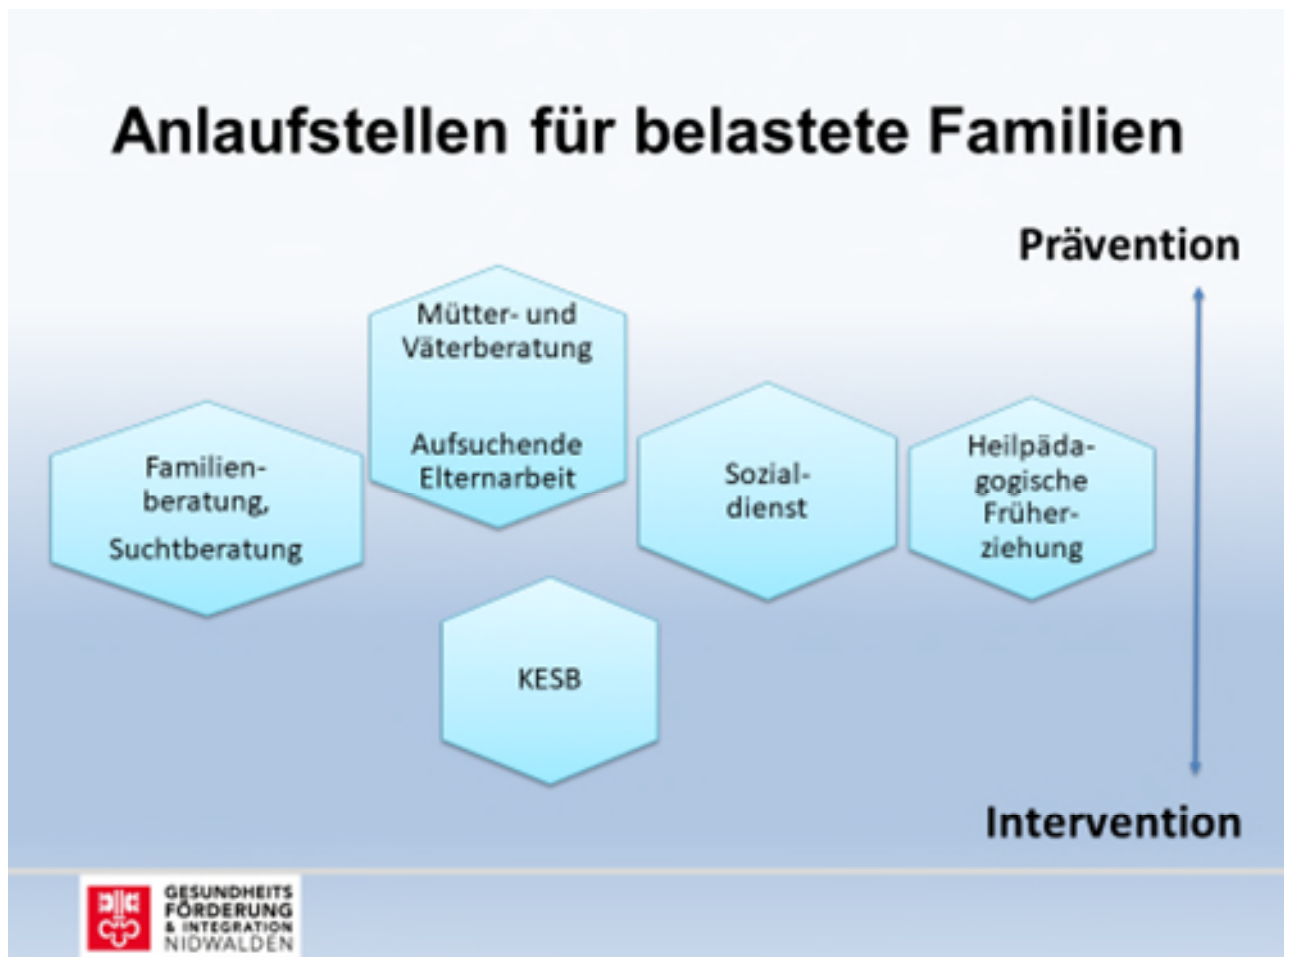 Anlaufstellen für belastete Familien
Prävention
Mütter- und
Väterberatung
Aufsuchende
Elternarbeit
Familien-
beratung,
Suchtberatung
Sozial-
dienst
Heilpäda-
gogische
Früher-
ziehung
KESB
Intervention
GESUNDHEITS
FÖRDERUNG
& INTEGRATION
NIDWALDEN